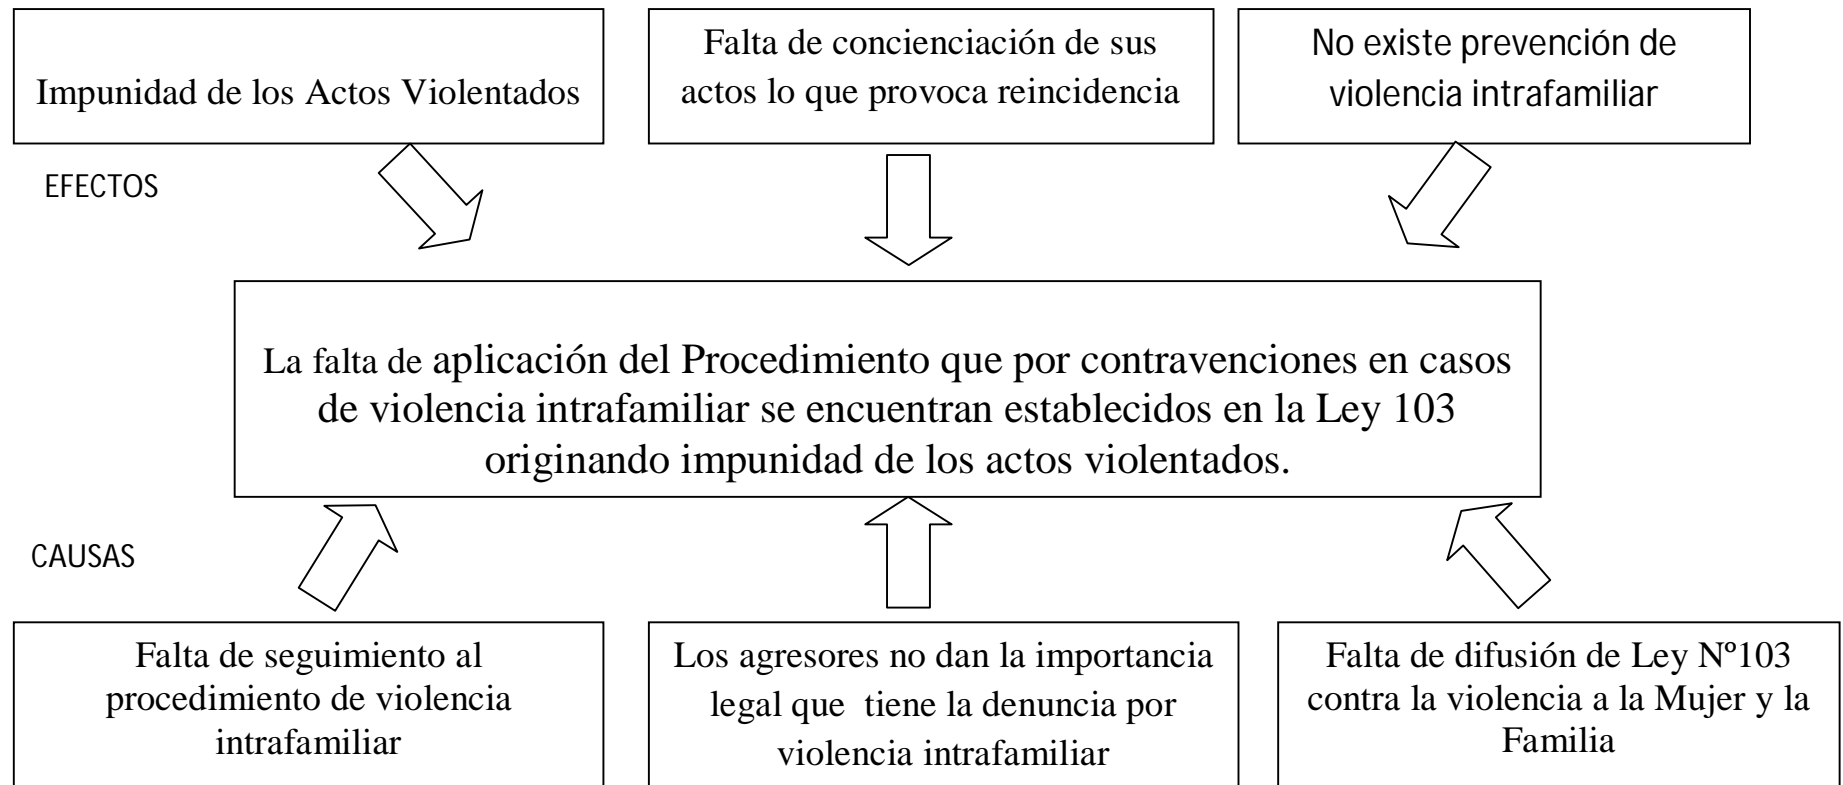 Impunidad de los Actos Violentados
Falta de concienciación de sus
actos lo que provoca reincidencia
No existe prevención de
violencia intrafamiliar
EFECTOS
La falta de aplicación del Procedimiento que por contravenciones en casos
de violencia intrafamiliar se encuentran establecidos en la Ley 103
originando impunidad de los actos violentados.
CAUSAS
Falta de seguimiento al
procedimiento de violencia
intrafamiliar
Los agresores no dan la importancia
legal que  tiene la denuncia por
violencia intrafamiliar
Falta de difusión de Ley Nº103
contra la violencia a la Mujer y la
Familia